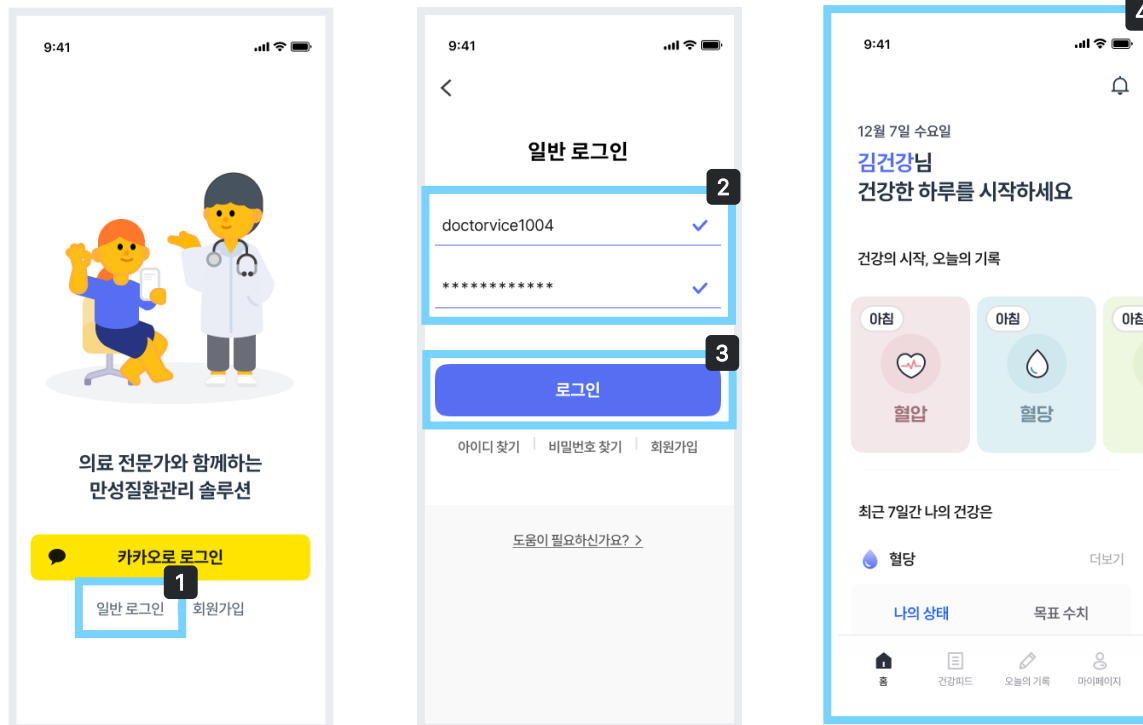 9:41
의료 전문가와 함께하는
만성질환관리 솔루션
카카오로 로그인
1
일반 로그인
회원가입
9:41
일반 로그인
2
doctorvice1004
************
3
로그인
아이디 찾기
비밀번호 찾기
회원가입
도움이 필요하신가요? >
4
9:41
12월 7일 수요일
김건강님
건강한 하루를 시작하세요
건강의 시작, 오늘의 기록
아침
혈압
아침
혈당
아침
최근 7일간 나의 건강은
혈당
더보기
나의 상태
목표 수치
홈
건강피드
오늘의 기록
마이페이지